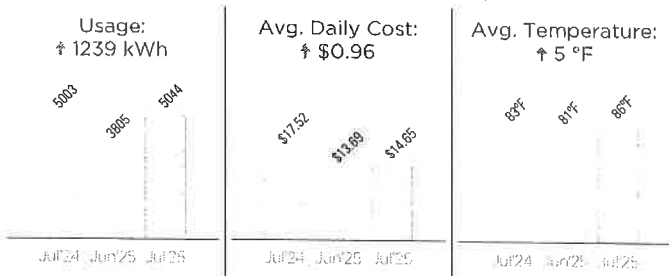 Usage:
↑ 1239 kWh
5003
3805
5044
Jul'24 Jun'25 Jul'25
Avg. Daily Cost:
↑ $0.96
$17.52
$13.69
$14.65
Jul'24 Jun'25 Jul'25
Avg. Temperature:
↑ 5 °F
83°F
81°F
86°F
Jul'24 Jun'25 Jul'25